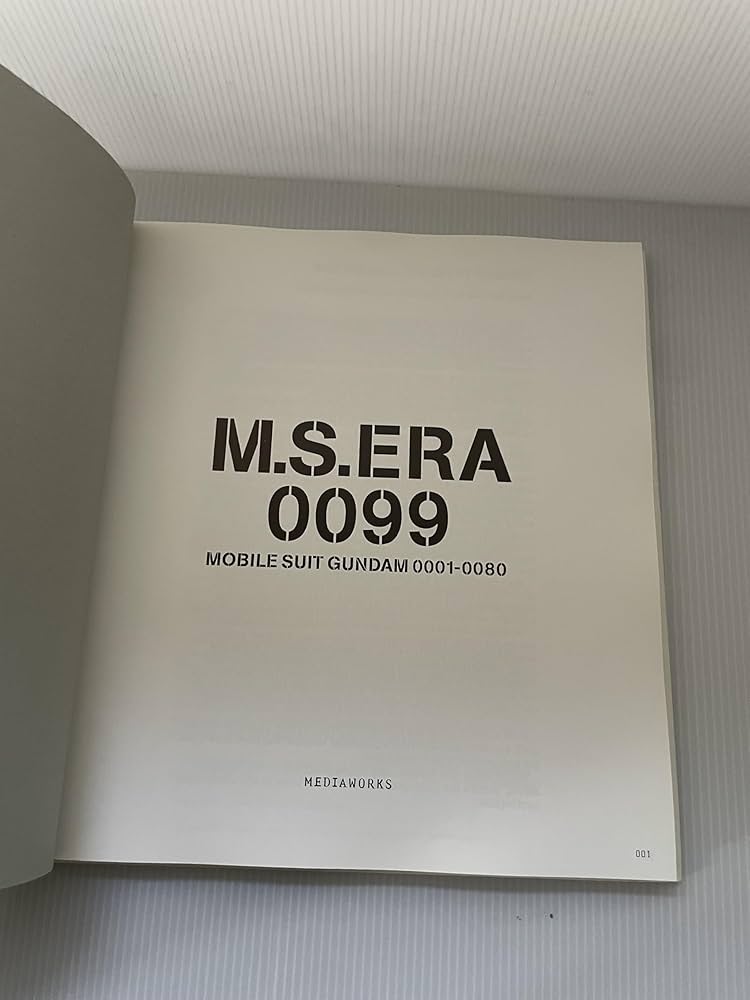 M.S.ERA
0099
MOBILE SUIT GUNDAM 0001-0080
MEDIAWORKS
001